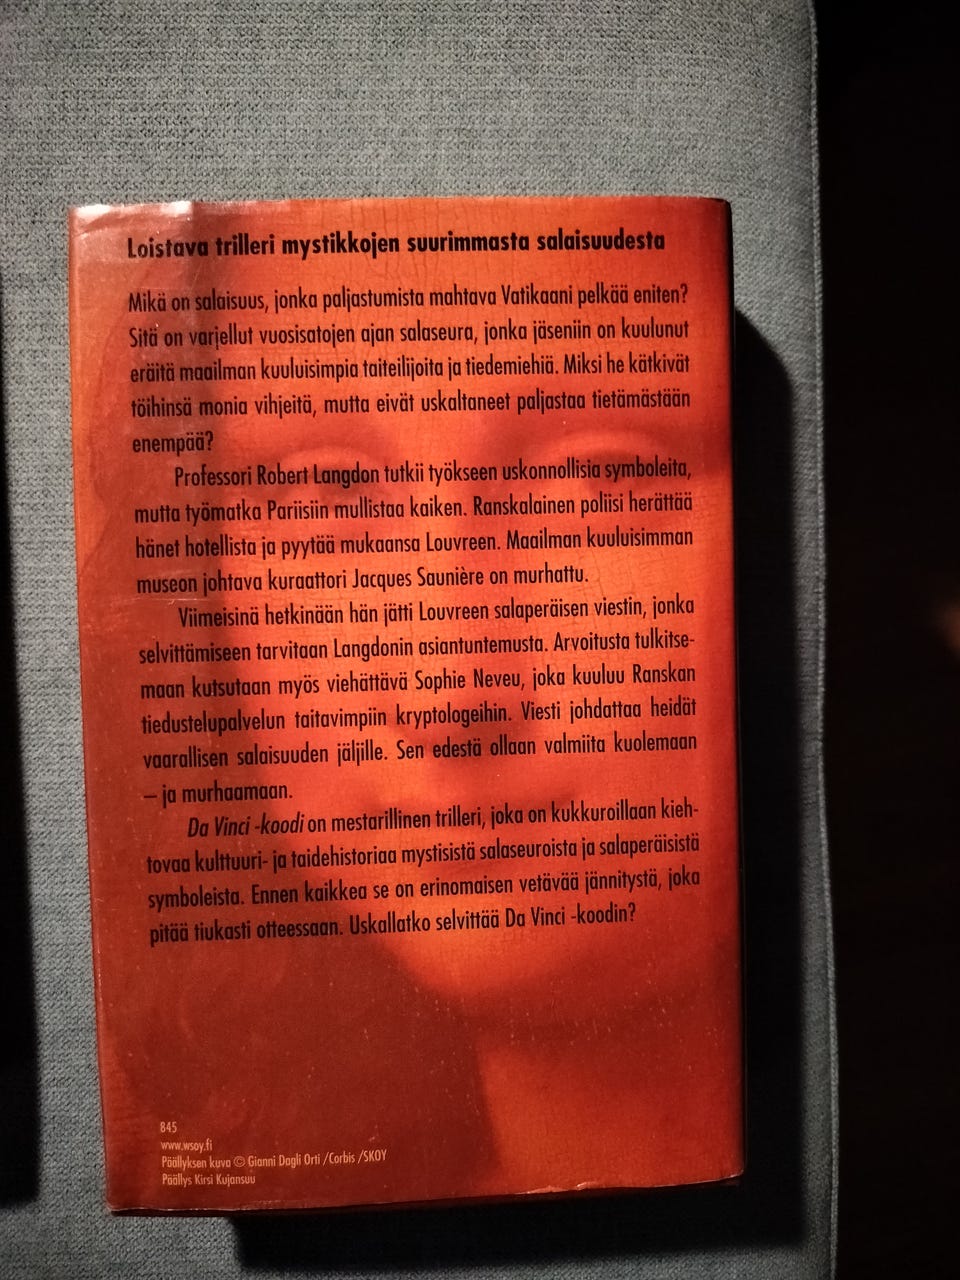 Loistava trilleri mystikkojen suurimmasta salaisuudesta
Mikä on salaisuus, jonka paljastumista mahtava Vatikaani pelkää eniten?
Sitä on varjellut vuosisatojen ajan salaseura, jonka jäseniin on kuulunut
eräitä maailman kuuluisimpia taiteilijoita ja tiedemiehiä. Miksi he kätkivät
töihinsä monia vihjeitä, mutta eivät uskaltaneet paljastaa tietämästään
enempää?
Professori Robert Langdon tutkii työkseen uskonnollisia symboleita,
mutta työmatka Pariisiin mullistaa kaiken. Ranskalainen poliisi herättää
hänet hotellista ja pyytää mukaansa Louvreen. Maailman kuuluisimman
museon johtava kuraattori Jacques Saunière on murhattu.
Viimeisinä hetkinään hän jätti Louvreen salaperäisen viestin, jonka
selvittämiseen tarvitaan Langdonin asiantuntemusta. Arvoitusta tulkitse-
maan kutsutaan myös viehättävä Sophie Neveu, joka kuuluu Ranskan
tiedustelupalvelun taitavimpiin kryptologeihin. Viesti johdattaa heidät
vaarallisen salaisuuden jäljille. Sen edestä ollaan valmiita kuolemaan
– ja murhaamaan.
Da Vinci -koodi on mestarillinen trilleri, joka on kukkuroillaan kieh-
tovaa kulttuuri- ja taidehistoriaa mystisistä salaseuroista ja salaperäisistä
symboleista. Ennen kaikkea se on erinomaisen vetävää jännitystä, joka
pitää tiukasti otteessaan. Uskallatko selvittää Da Vinci -koodin?
845
www.wsoy.fi
Päällyksen kuva © Gianni Dagli Orti /Corbis /SKOY
Päällys Kirsi Kujansuu